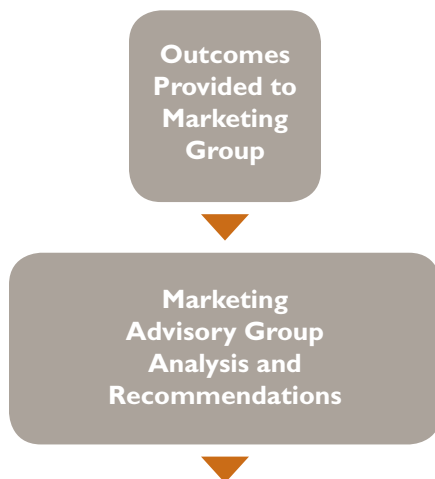 Outcomes
Provided to
Marketing
Group
Marketing
Advisory Group
Analysis and
Recommendations